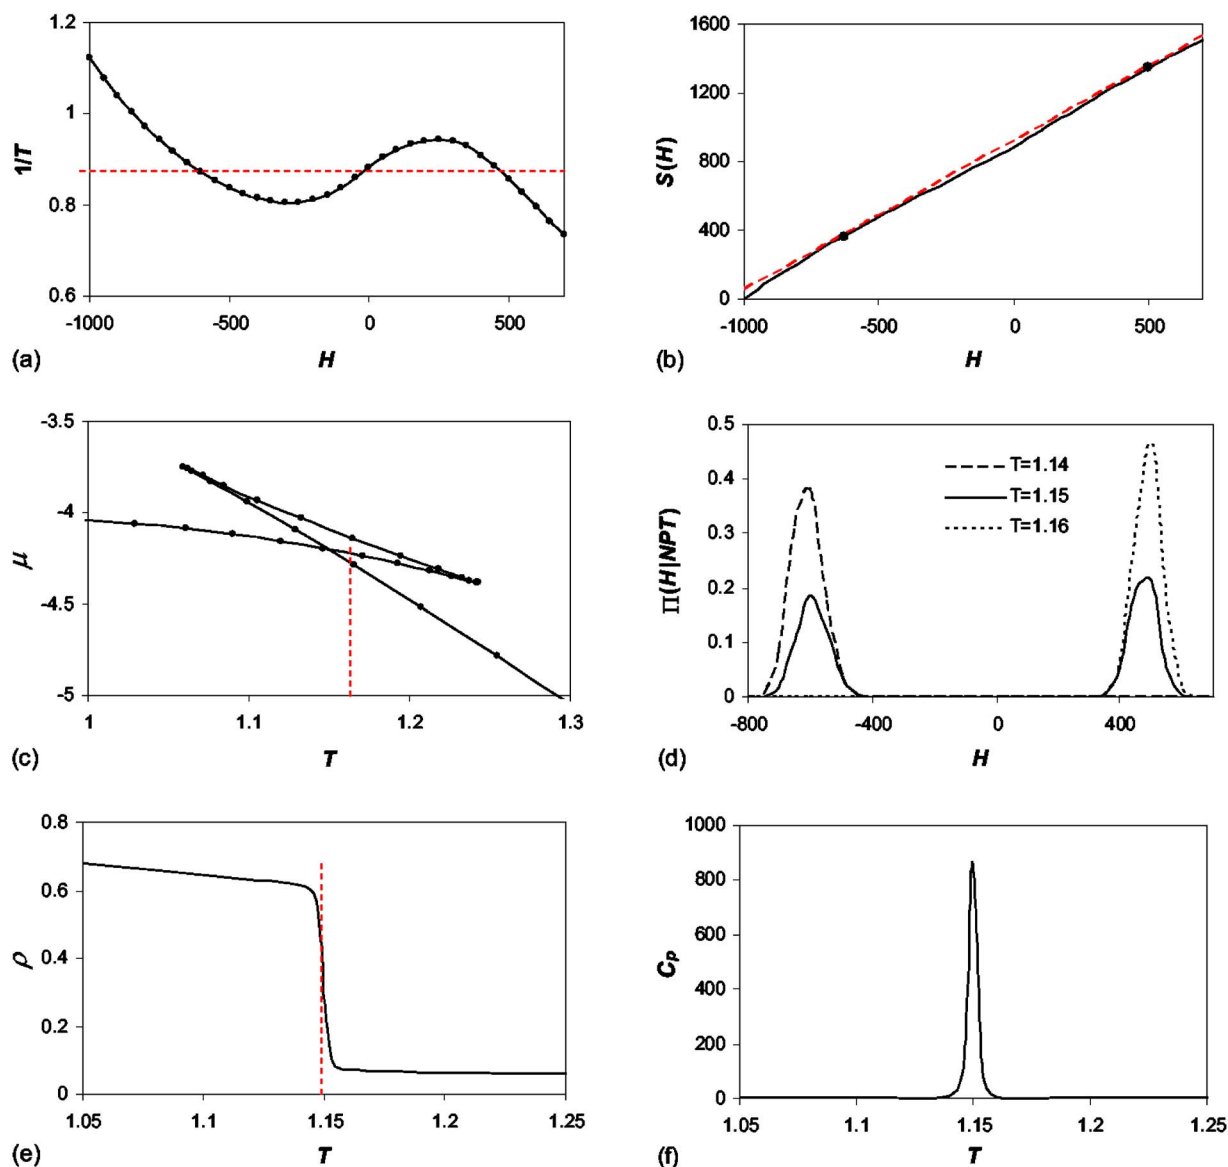 1.2
1
0.8
0.6
1/T
-1000
-500
0
500
(a)
H
1600
1200
800
400
0
S(H)
-1000
-500
0
500
(b)
H
-3.5
-4
-4.5
-5
μ
1
1.1
1.2
1.3
(c)
T
0.5
0.4
0.3
0.2
0.1
0
Π(H|NPT)
T=1.14
T=1.15
T=1.16
-800
-400
0
400
(d)
H
0.8
0.6
0.4
0.2
0
ρ
1.05
1.1
1.15
1.2
1.25
(e)
T
1000
800
600
400
200
0
Cp
1.05
1.1
1.15
1.2
1.25
(f)
T